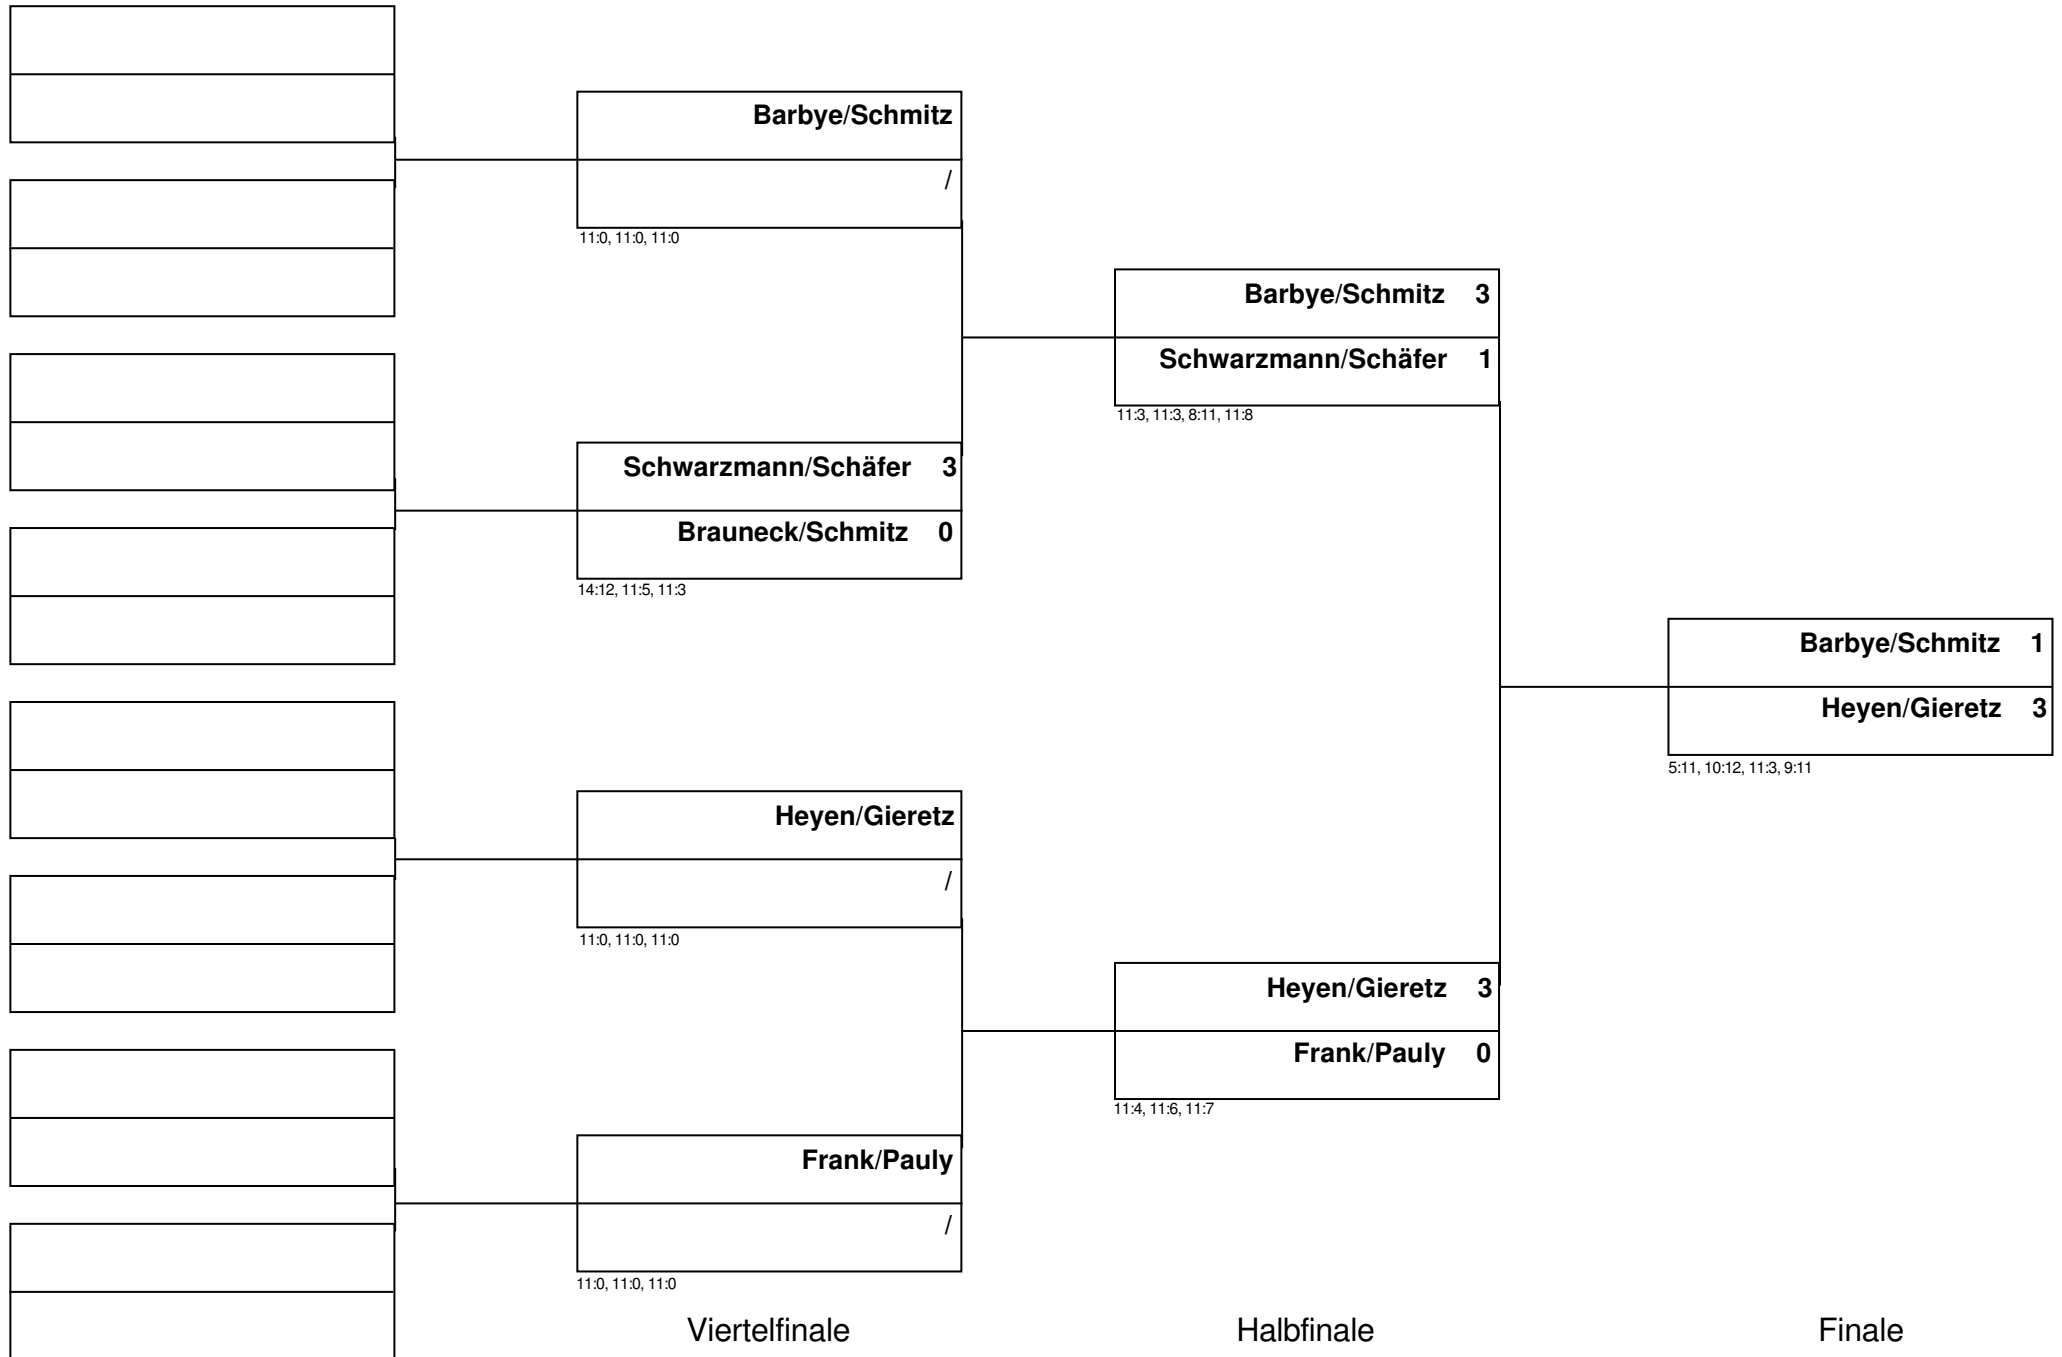 Barbye/Schmitz
/
11:0, 11:0, 11:0
Schwarzmann/Schäfer 3
Brauneck/Schmitz 0
14:12, 11:5, 11:3
Heyen/Gieretz
/
11:0, 11:0, 11:0
Frank/Pauly
/
11:0, 11:0, 11:0
Viertelfinale
Barbye/Schmitz 3
Schwarzmann/Schäfer 1
11:3, 11:3, 8:11, 11:8
Heyen/Gieretz 3
Frank/Pauly 0
11:4, 11:6, 11:7
Halbfinale
Barbye/Schmitz 1
Heyen/Gieretz 3
5:11, 10:12, 11:3, 9:11
Finale